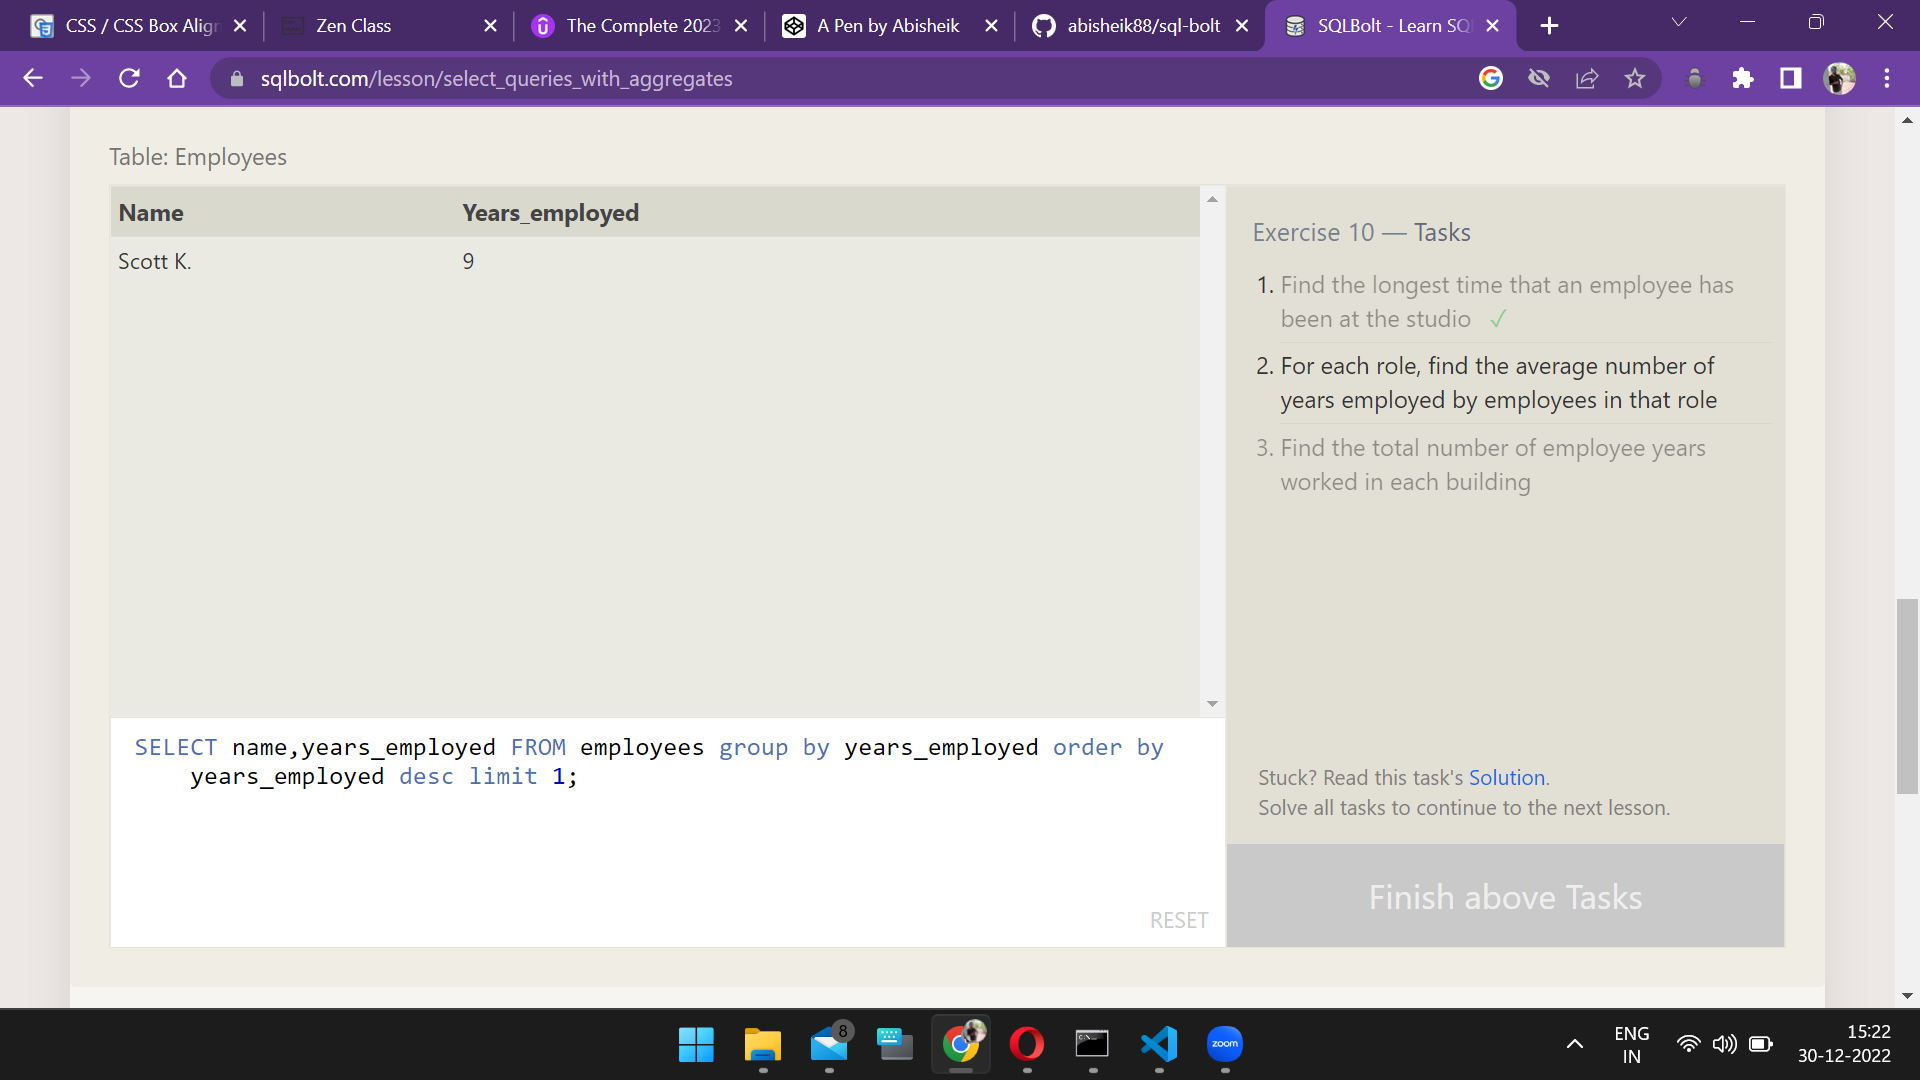 CSS / CSS Box Align
Zen Class
The Complete 2023
A Pen by Abisheik
abisheik88/sql-bolt
SQLBolt - Learn SQL
sqlbolt.com/lesson/select_queries_with_aggregates
Table: Employees
Name Years_employed
Scott K. 9
Exercise 10 — Tasks
1. Find the longest time that an employee has
been at the studio ✓
2. For each role, find the average number of
years employed by employees in that role
3. Find the total number of employee years
worked in each building
SELECT name,years_employed FROM employees group by years_employed order by
years_employed desc limit 1;
RESET
Stuck? Read this task's Solution.
Solve all tasks to continue to the next lesson.
Finish above Tasks
8
zoom
ENG
IN
15:22
30-12-2022